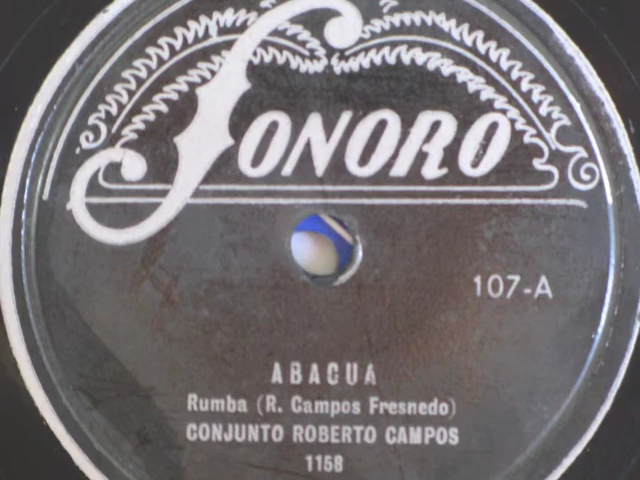 SONORO
107-A
ABACUA
Rumba (R. Campos Fresnedo)
CONJUNTO ROBERTO CAMPOS
1158